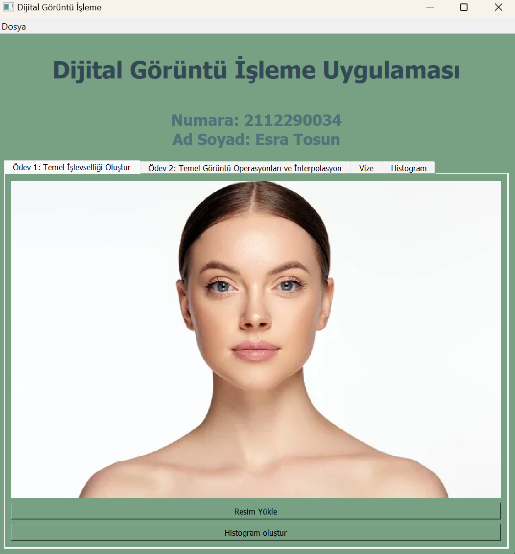 Dijital Görüntü İşleme
Dosya
Dijital Görüntü İşleme Uygulaması
Numara: 2112290034
Ad Soyad: Esra Tosun
Ödev 1: Temel İşlevselliği Oluştur Ödev 2: Temel Görüntü Operasyonları ve İnterpolasyon Vize Histogram
Resim Yükle
Histogram oluştur